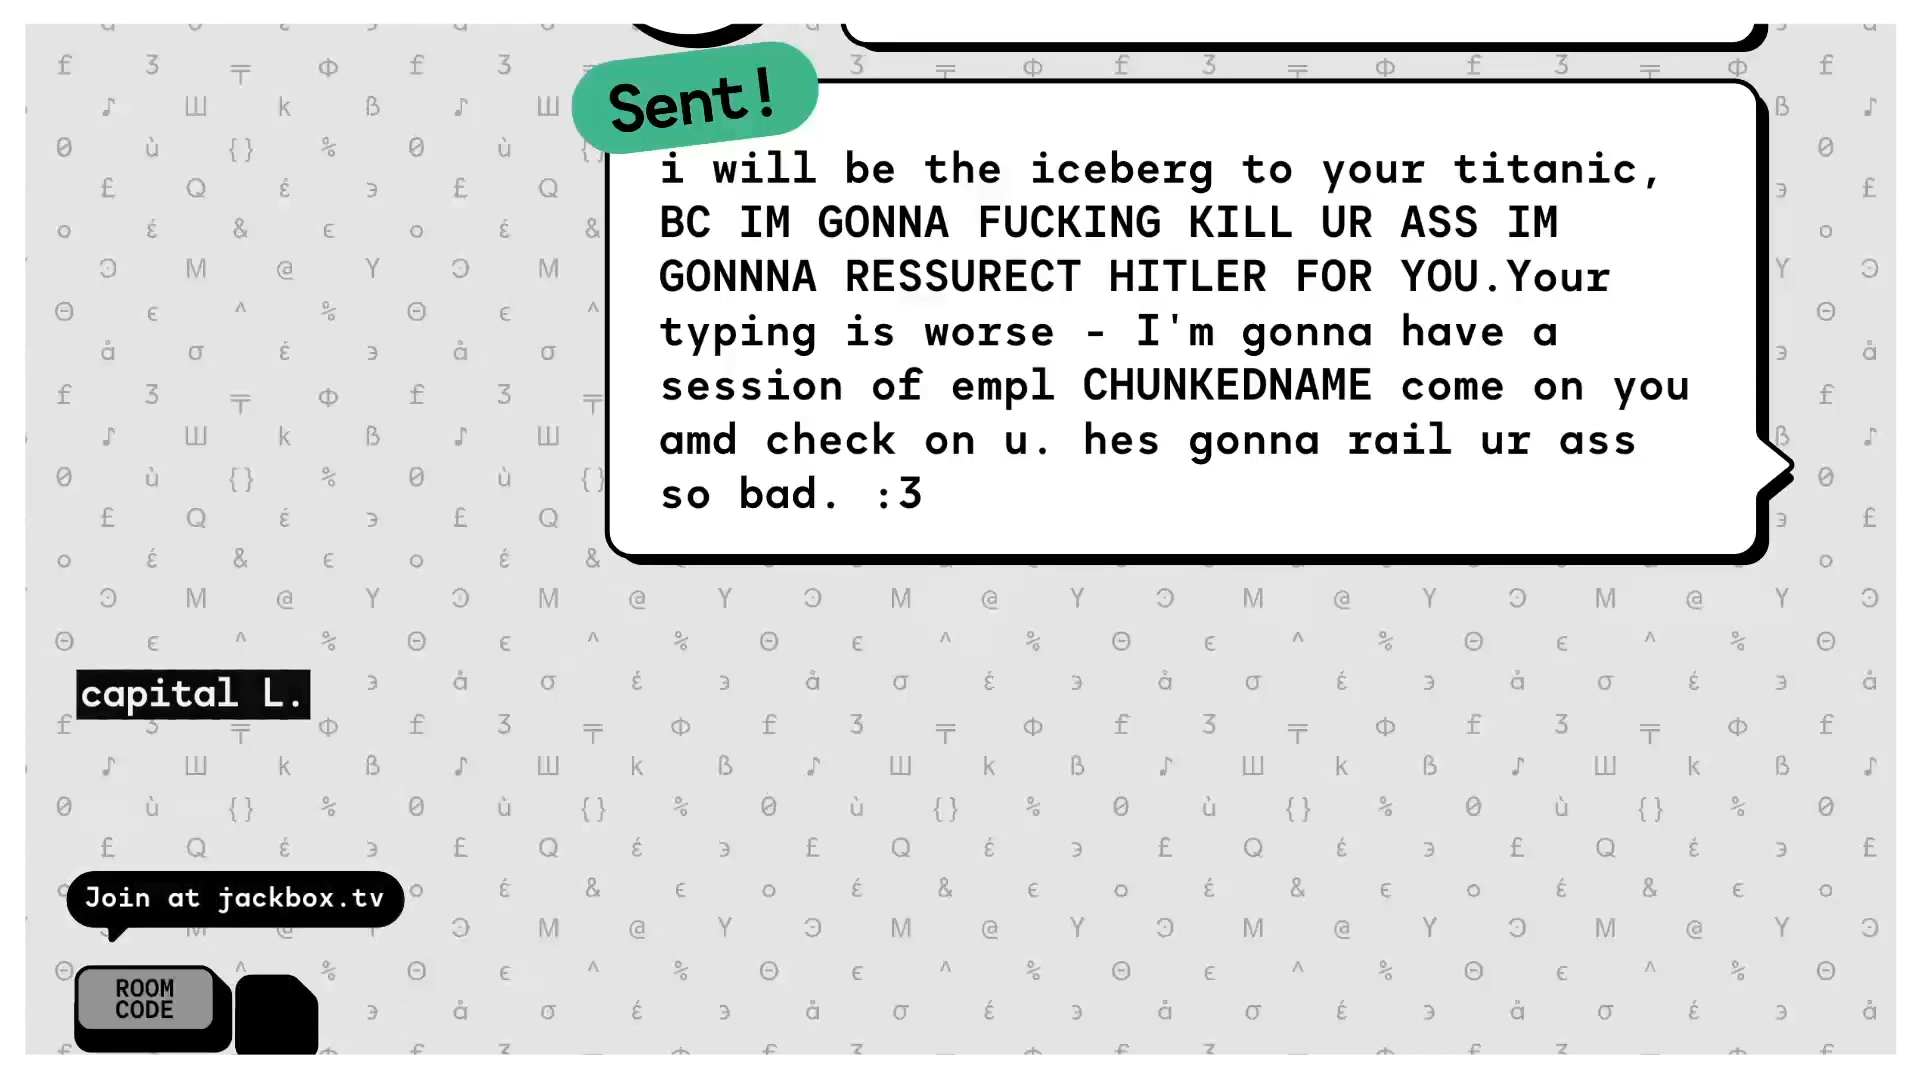 Sent!
i will be the iceberg to your titanic,
BC IM GONNA FUCKING KILL UR ASS IM
GONNNA RESSURECT HITLER FOR YOU.Your
typing is worse - I'm gonna have a
session of empl CHUNKEDNAME come on you
amd check on u. hes gonna rail ur ass
so bad. :3
capital L.
Join at jackbox.tv
ROOM
CODE